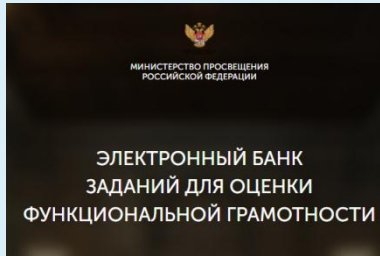 МИНИСТЕРСТВО ПРОСВЕЩЕНИЯ
РОССИЙСКОЙ ФЕДЕРАЦИИ
ЭЛЕКТРОННЫЙ БАНК
ЗАДАНИЙ ДЛЯ ОЦЕНКИ
ФУНКЦИОНАЛЬНОЙ ГРАМОТНОСТИ